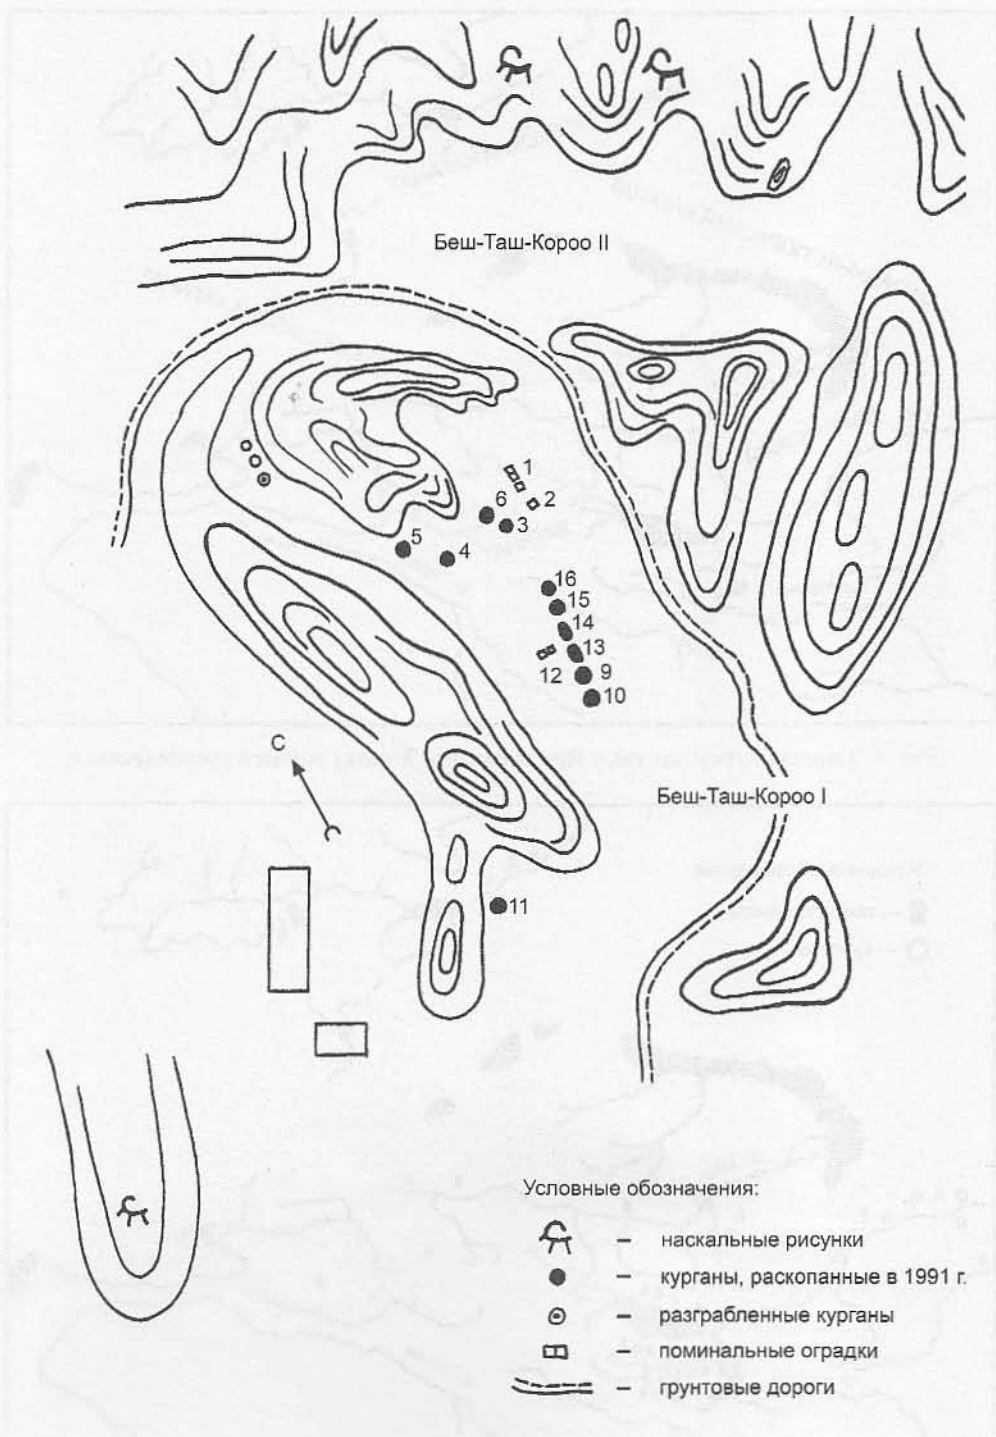 Беш-Таш-Короо II
1
2
6
3
5
4
16
15
14
13
12
9
10
С
Беш-Таш-Короо I
11
Условные обозначения:
– наскальные рисунки
– курганы, раскопанные в 1991 г.
– разграбленные курганы
– поминальные оградки
– грунтовые дороги